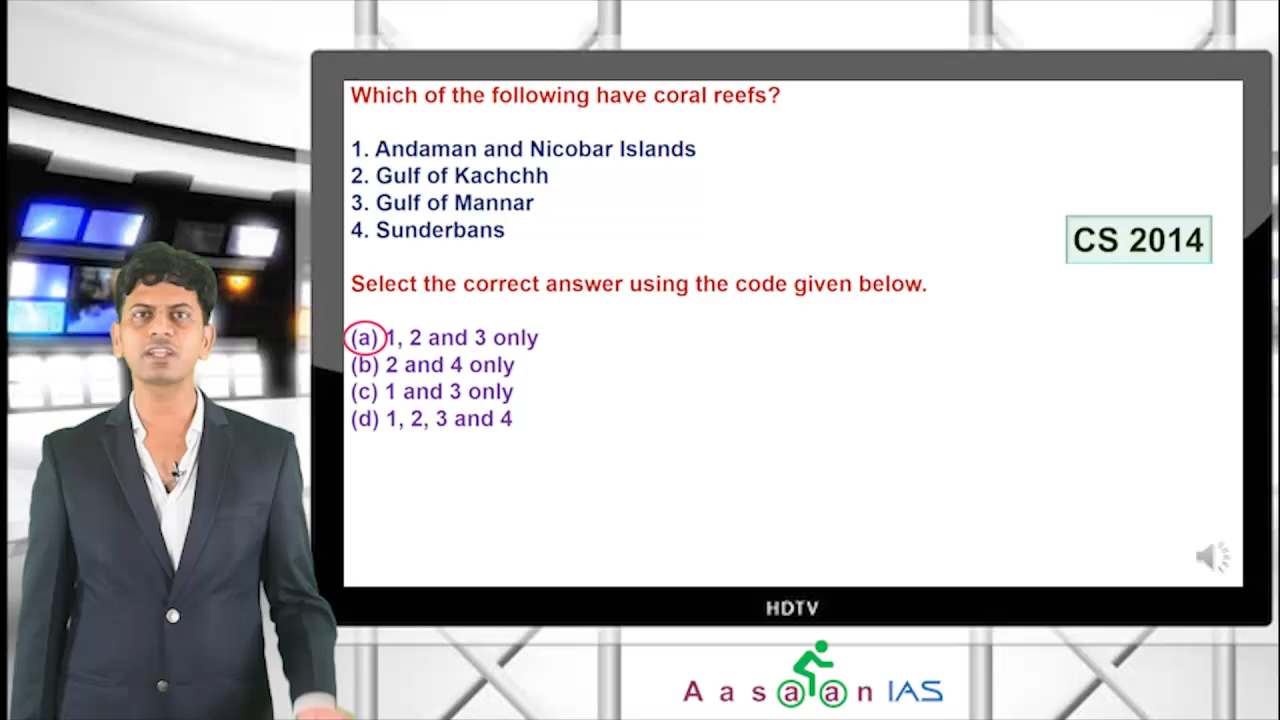 Which of the following have coral reefs?
1. Andaman and Nicobar Islands
2. Gulf of Kachchh
3. Gulf of Mannar
4. Sunderbans
CS 2014
Select the correct answer using the code given below.
(a) 1, 2 and 3 only
(b) 2 and 4 only
(c) 1 and 3 only
(d) 1, 2, 3 and 4
HDTV
AasaanIAS